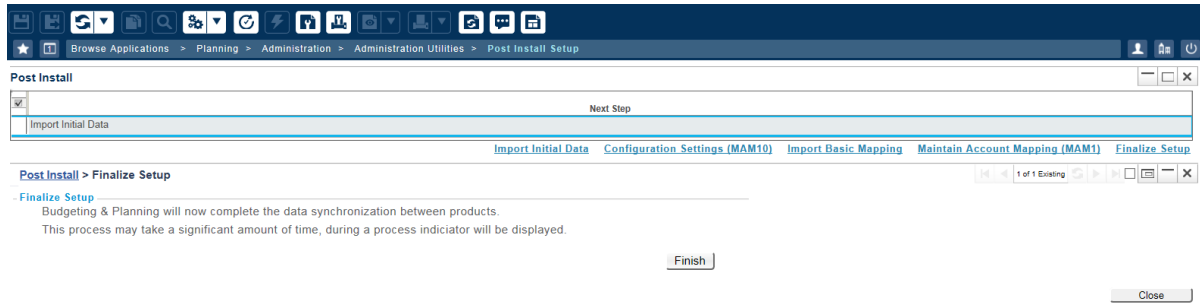 Browse Applications > Planning > Administration > Administration Utilities > Post Install Setup
Post Install
Next Step
Import Initial Data
Import Initial Data Configuration Settings (MAM10) Import Basic Mapping Maintain Account Mapping (MAM1) Finalize Setup
Post Install > Finalize Setup 1 of 1 Existing
Finalize Setup
Budgeting & Planning will now complete the data synchronization between products.
This process may take a significant amount of time, during a process indiciator will be displayed.
Finish
Close